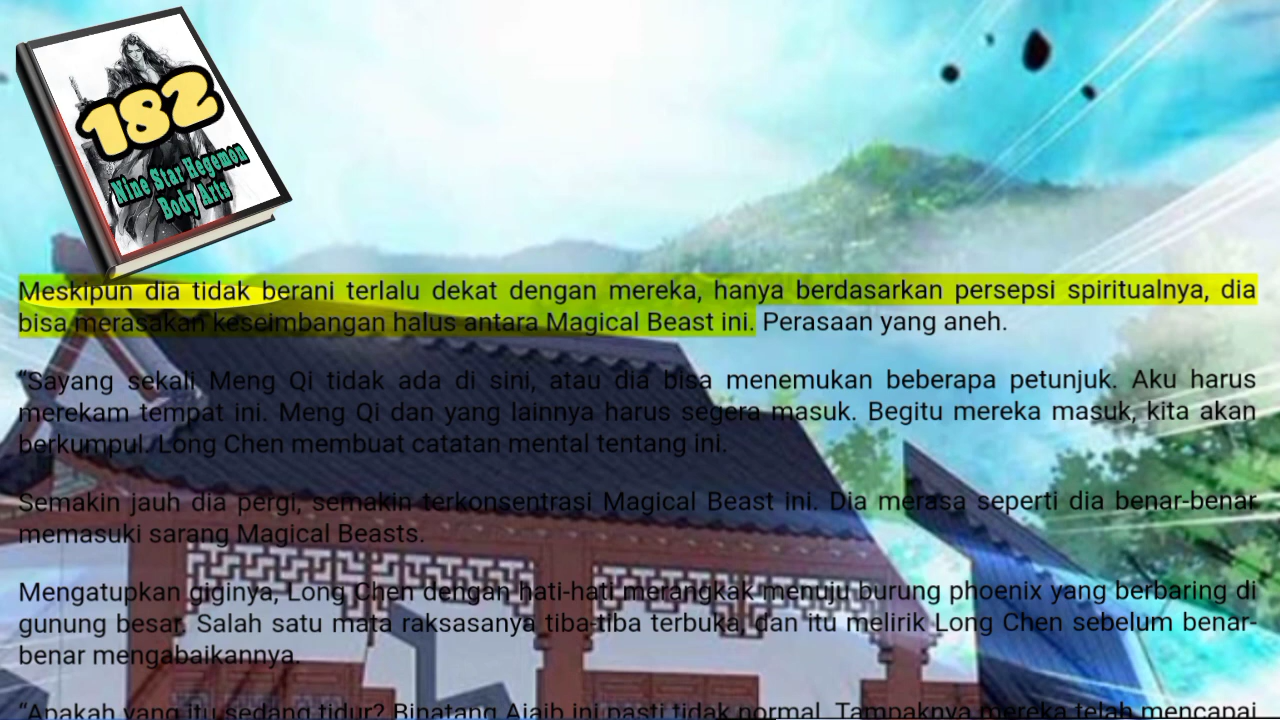 182
Nine Star Hegemon
Body Arts
Meskipun dia tidak berani terlalu dekat dengan mereka, hanya berdasarkan persepsi spiritualnya, dia
bisa merasakan keseimbangan halus antara Magical Beast ini. Perasaan yang aneh.
“Sayang sekali Meng Qi tidak ada di sini, atau dia bisa menemukan beberapa petunjuk. Aku harus
merekam tempat ini. Meng Qi dan yang lainnya harus segera masuk. Begitu mereka masuk, kita akan
berkumpul. Long Chen membuat catatan mental tentang ini.
Semakin jauh dia pergi, semakin terkonsentrasi Magical Beast ini. Dia merasa seperti dia benar-benar
memasuki sarang Magical Beasts.
Mengatupkan giginya, Long Chen dengan hati-hati merangkak menuju burung phoenix yang berbaring di
gunung besar. Salah satu mata raksasanya tiba-tiba terbuka, dan itu melirik Long Chen sebelum benar-
benar mengabaikannya.
“Apakah yang itu sedang tidur? Binatang Ajaib ini pasti tidak normal. Tampaknya mereka telah mencapai